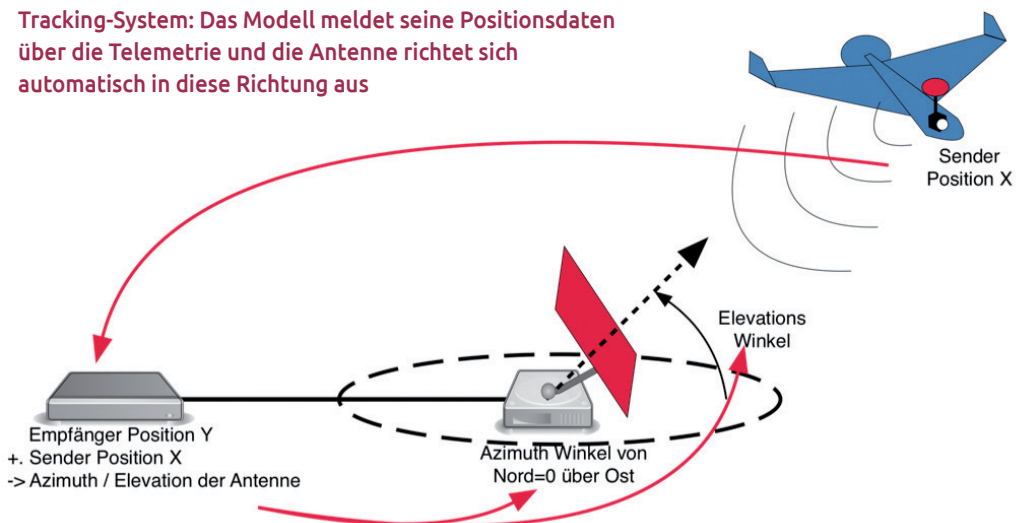 Tracking-System: Das Modell meldet seine Positionsdaten
über die Telemetrie und die Antenne richtet sich
automatisch in diese Richtung aus
Sender
Position X
Elevations
Winkel
Empfänger Position Y
+. Sender Position X
-> Azimuth / Elevation der Antenne
Azimuth Winkel von
Nord=0 über Ost